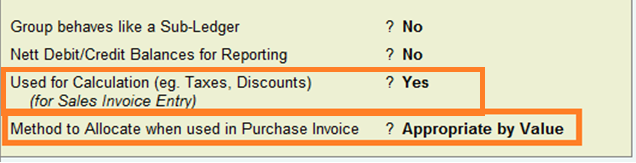 Group behaves like a Sub-Ledger ? No
Nett Debit/Credit Balances for Reporting ? No
Used for Calculation (eg. Taxes, Discounts) ? Yes
(for Sales Invoice Entry)
Method to Allocate when used in Purchase Invoice ? Appropriate by Value